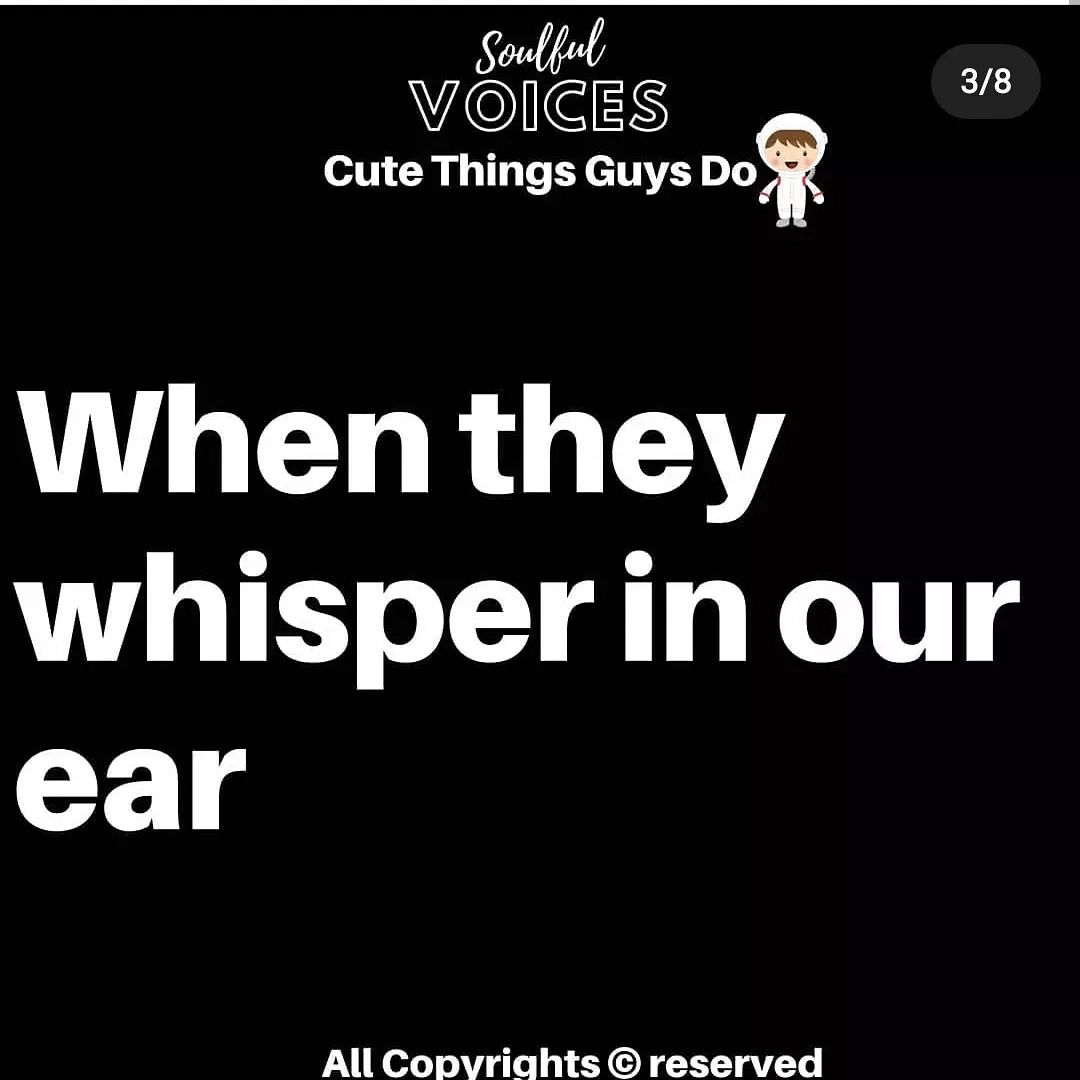 Soulful
VOICES
3/8
Cute Things Guys Do
When they
whisper in our
ear
All Copyrights © reserved